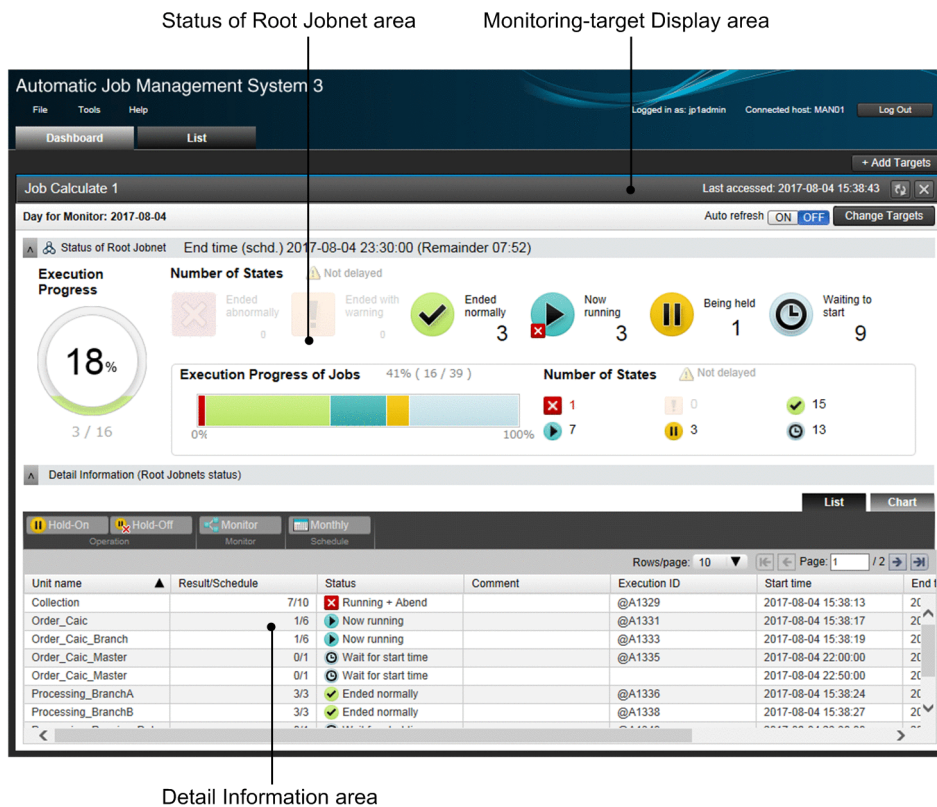 Status of Root Jobnet area Monitoring-target Display area
Automatic Job Management System 3
File Tools Help Logged in as: jp1admin Connected host: MAN01 Log Out
Dashboard List
+ Add Targets
Job Calculate 1 Last accessed: 2017-08-04 15:38:43
Day for Monitor: 2017-08-04 Auto refresh ON OFF Change Targets
Status of Root Jobnet End time (schd.) 2017-08-04 23:30:00 (Remainder 07:52)
Execution Progress
Number of States Not delayed
Ended abnormally 0
Ended with warning 0
Ended normally 3
Now running 3
Being held 1
Waiting to start 9
18%
3 / 16
Execution Progress of Jobs 41% ( 16 / 39 )
0% 100%
Number of States Not delayed
1 0 15
7 3 13
Detail Information (Root Jobnets status)
List Chart
Hold-On Hold-Off Monitor Monthly
Operation Monitor Schedule
Rows/page: 10 Page: 1 / 2
Unit name Result/Schedule Status Comment Execution ID Start time End
Collection 7/10 Running + Abend @A1329 2017-08-04 15:38:13 20
Order_Caic 1/6 Now running @A1331 2017-08-04 15:38:17 20
Order_Caic_Branch 1/6 Now running @A1333 2017-08-04 15:38:19 20
Order_Caic_Master 0/1 Wait for start time @A1335 2017-08-04 22:00:00 20
Order_Caic_Master 0/1 Wait for start time 2017-08-04 22:50:00 20
Processing_BranchA 3/3 Ended normally @A1336 2017-08-04 15:38:24 20
Processing_BranchB 3/3 Ended normally @A1338 2017-08-04 15:38:27 20
Detail Information area